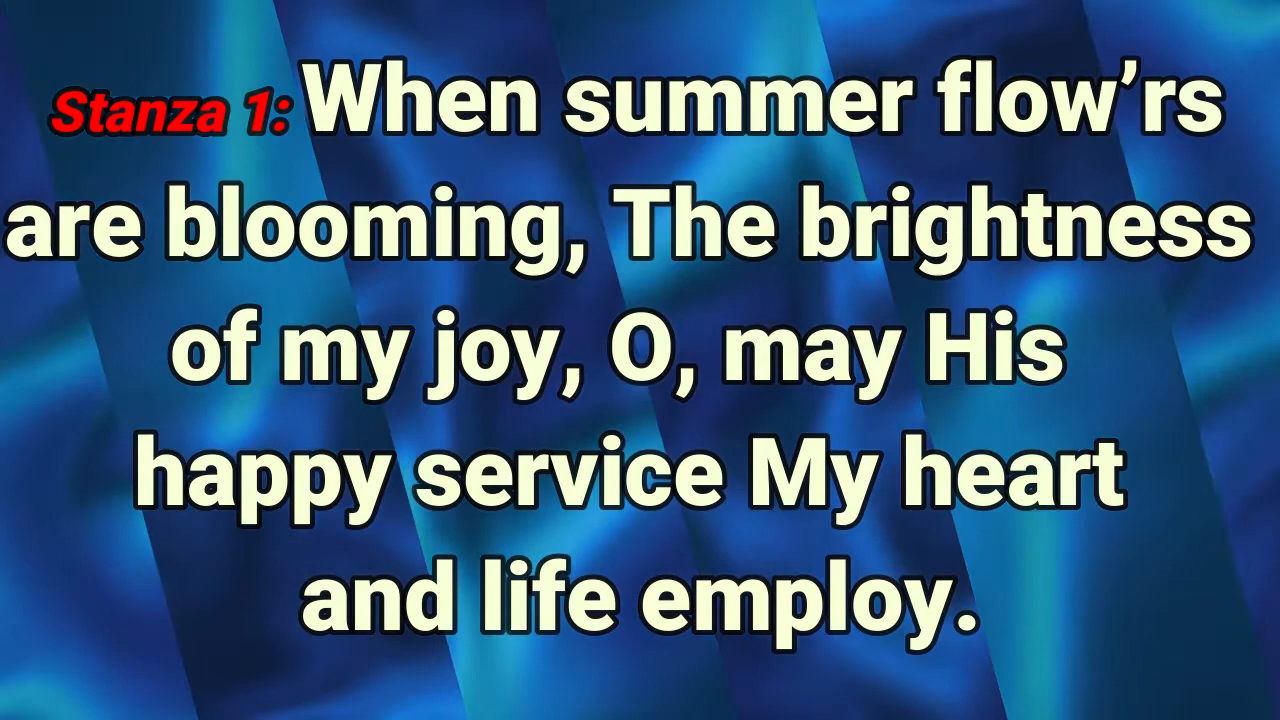 Stanza 1: When summer flow’rs
are blooming, The brightness
of my joy, O, may His
happy service My heart
and life employ.